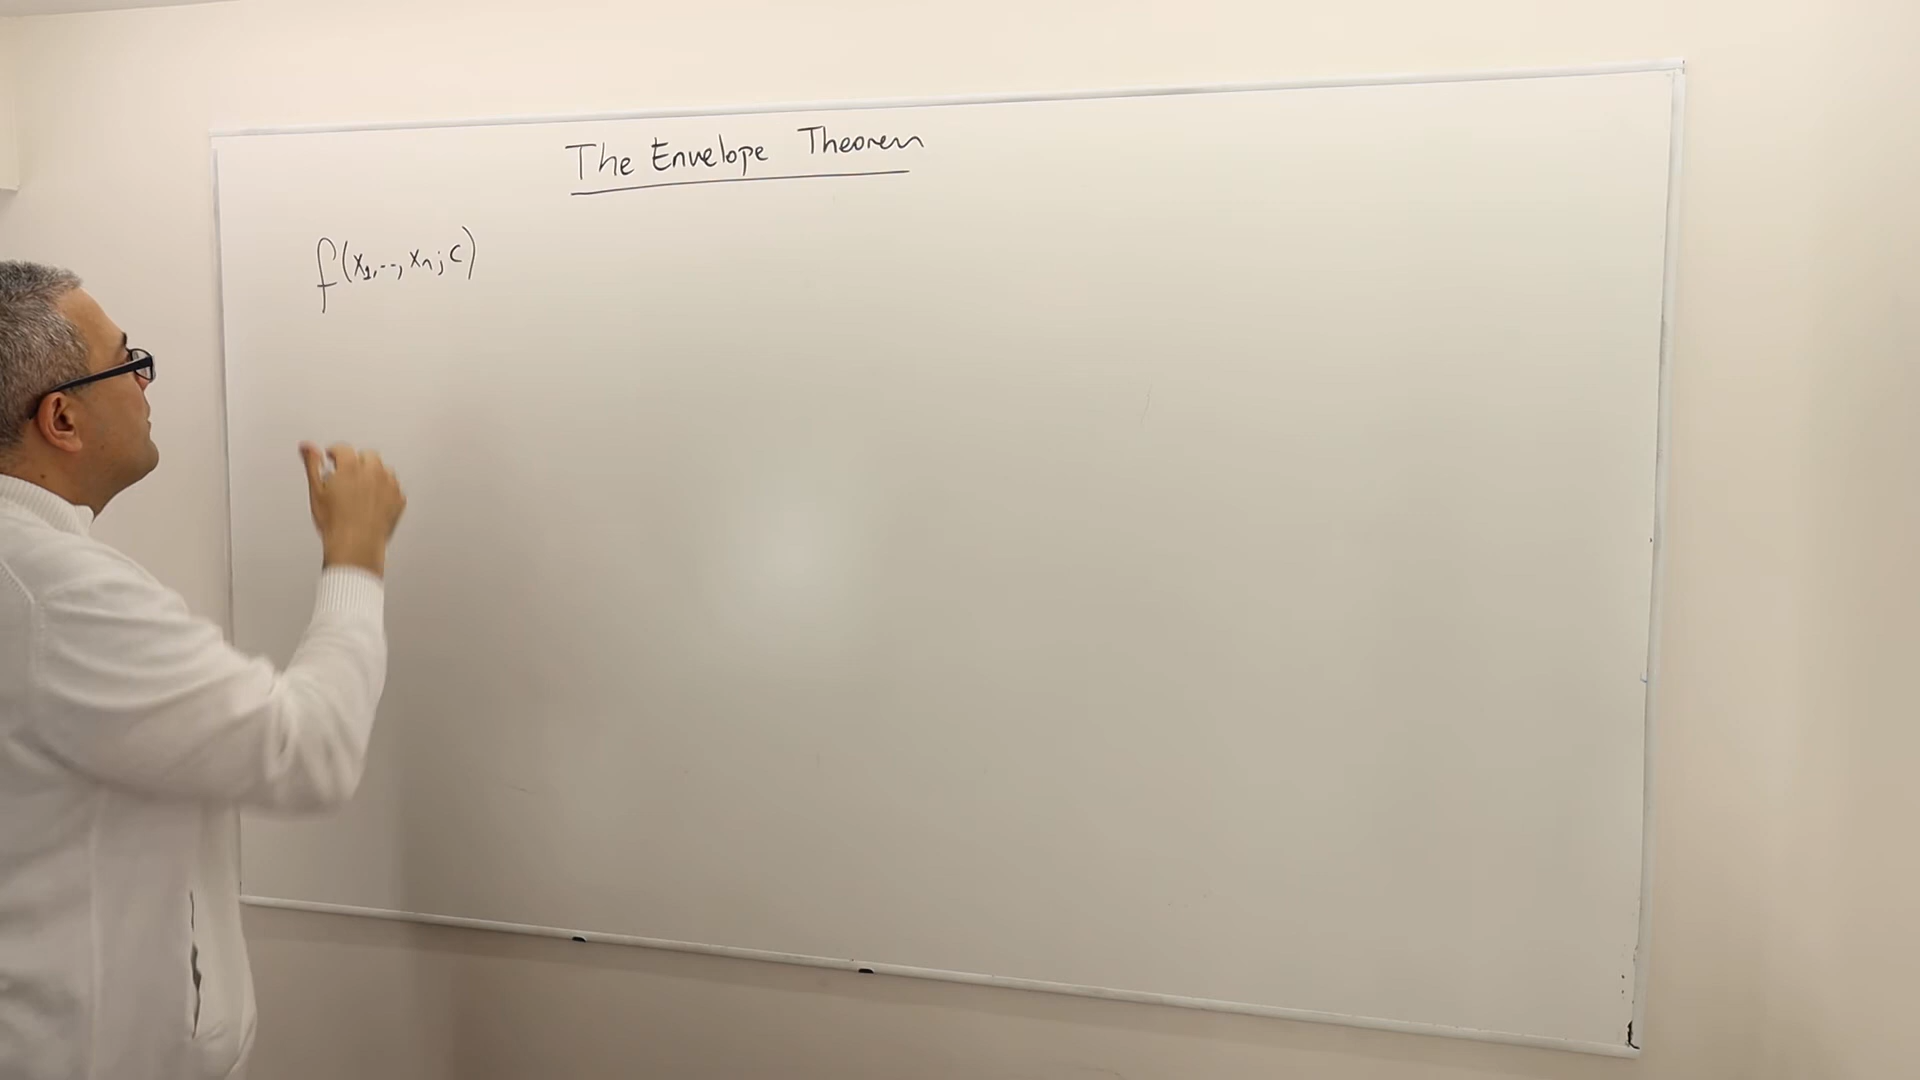 The Envelope Theorem
f(x₁,--,xₙ;c)